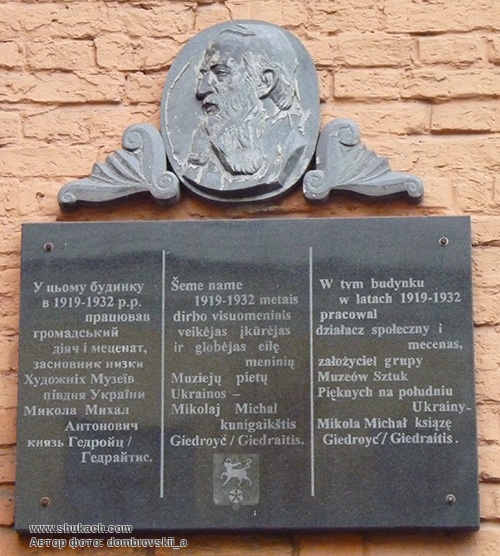 У цьому будинку
в 1919-1932 р.р.
працював
громадський
діяч і меценат,
засновник низки
Художніх Музеїв
півдня України
Микола Михал
Антонович
князь Гедройць /
Гедрайтис.
Šeme name
1919-1932 metais
dirbo visuomeninis
veikėjas įkūrėjas
ir globėjas eilę
meninių
Muziejų pietų
Ukrainos –
Mikolaj Michal
kunigaikštis
Giedroyć / Giedraitis.
W tym budynku
w latach 1919-1932
pracowal
działacz społeczny i
mecenas,
założyciel grupy
Muzeów Sztuk
Pięknych na południu
Ukrainy-
Mikoła Michał książę
Giedroyć / Giedraitis.
www.shukach.com
Автор фото: dombrovskii_a